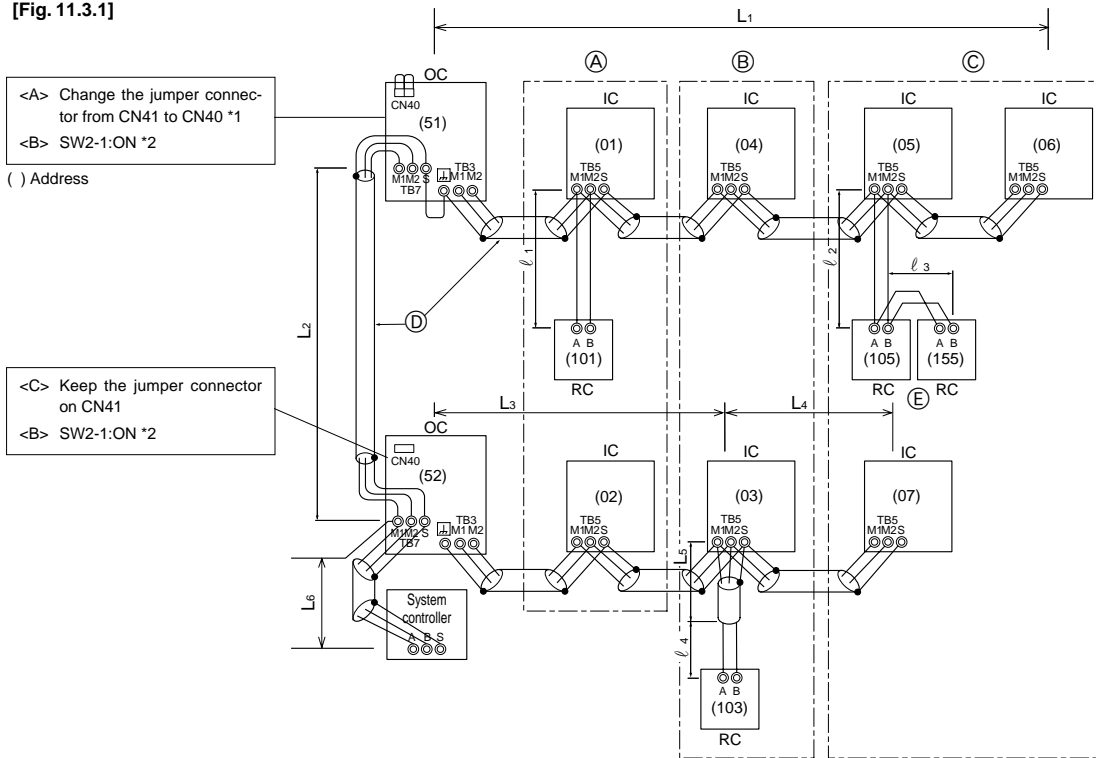 [Fig. 11.3.1]
L1
A
B
C
OC
IC
IC
IC
IC
<A> Change the jumper connec-
tor from CN41 to CN40 *1
<B> SW2-1:ON *2
( ) Address
CN40
(51)
(01)
(04)
(05)
(06)
M1M2 S
TB7
TB3
M1 M2
TB5
M1M2S
TB5
M1M2S
TB5
M1M2S
TB5
M1M2S
ℓ 1
ℓ 2
ℓ 3
L2
D
A B
(101)
RC
A B
(105)
RC
A B
(155)
RC
E
<C> Keep the jumper connector
on CN41
<B> SW2-1:ON *2
L3
L4
OC
IC
IC
IC
CN40
(52)
(02)
(03)
(07)
M1M2 S
TB7
TB3
M1 M2
TB5
M1M2S
TB5
M1M2S
TB5
M1M2S
L5
L6
System
controller
A B S
ℓ 4
A B
(103)
RC